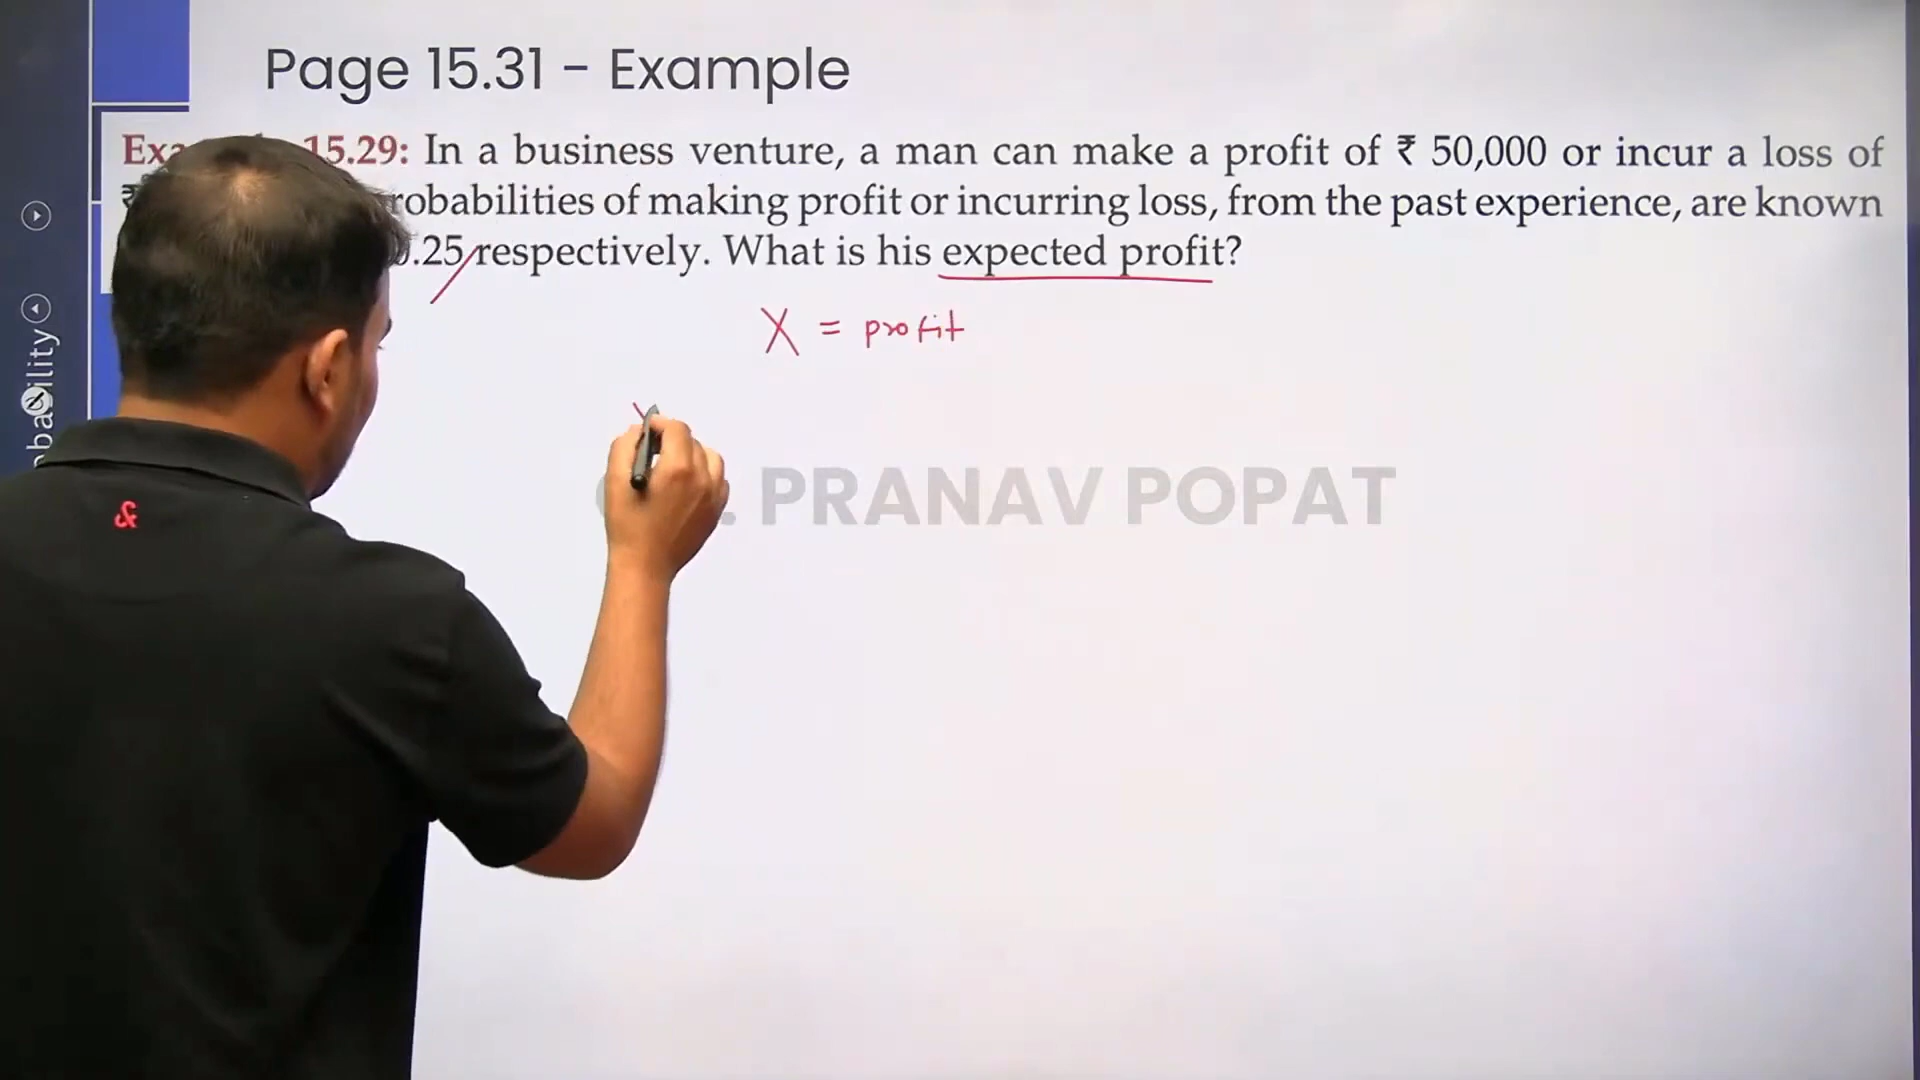 Page 15.31 - Example
15.29: In a business venture, a man can make a profit of ₹ 50,000 or incur a loss of
₹ robabilities of making profit or incurring loss, from the past experience, are known
.25 respectively. What is his expected profit?
X = profit
PRANAV POPAT
obability
&